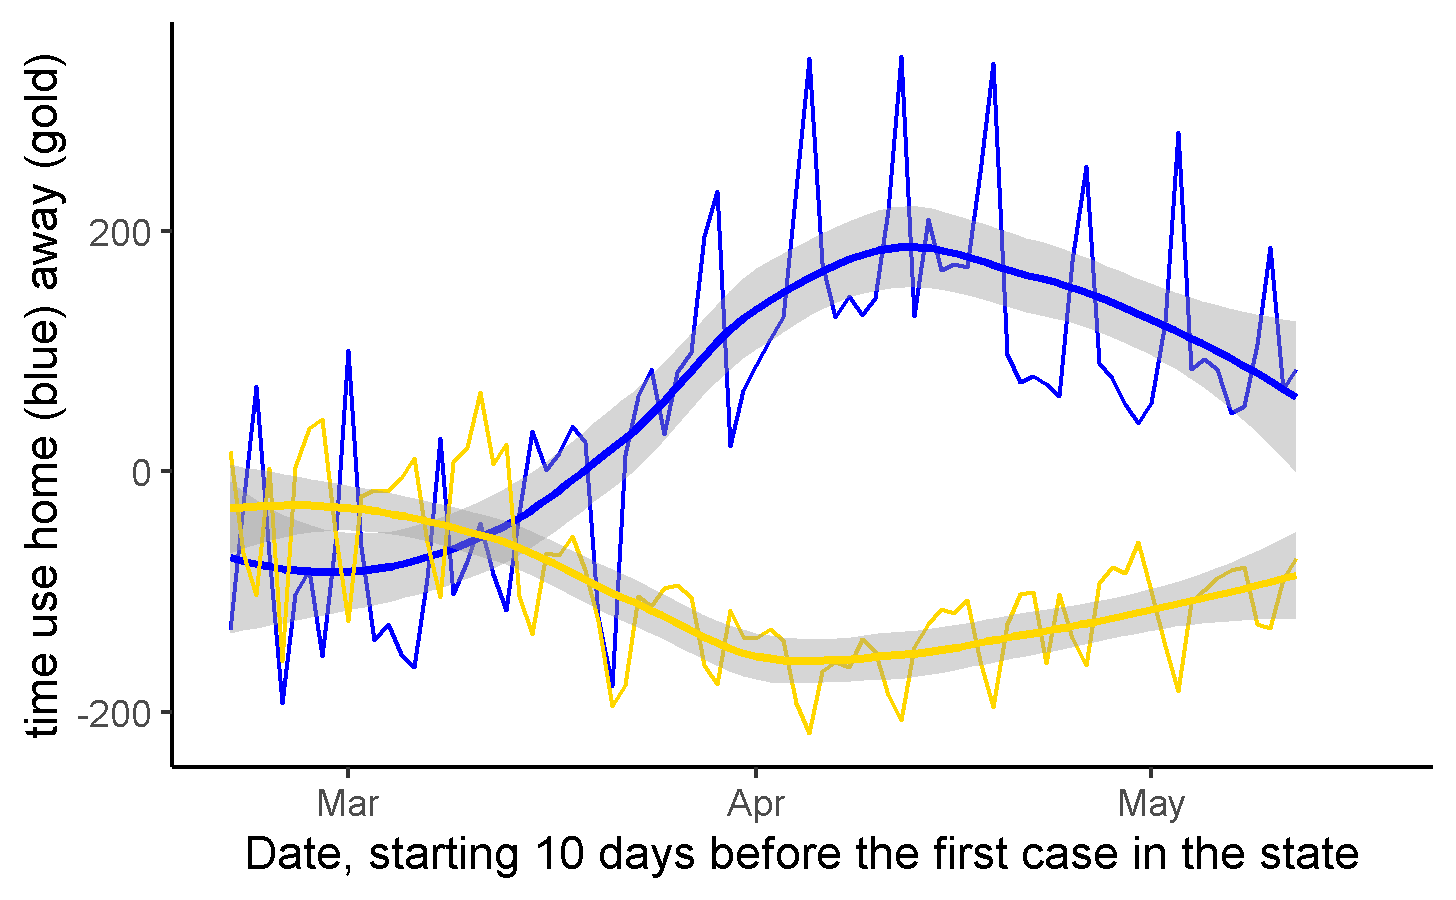 time use home (blue) away (gold)
200
0
-200
Mar
Apr
May
Date, starting 10 days before the first case in the state